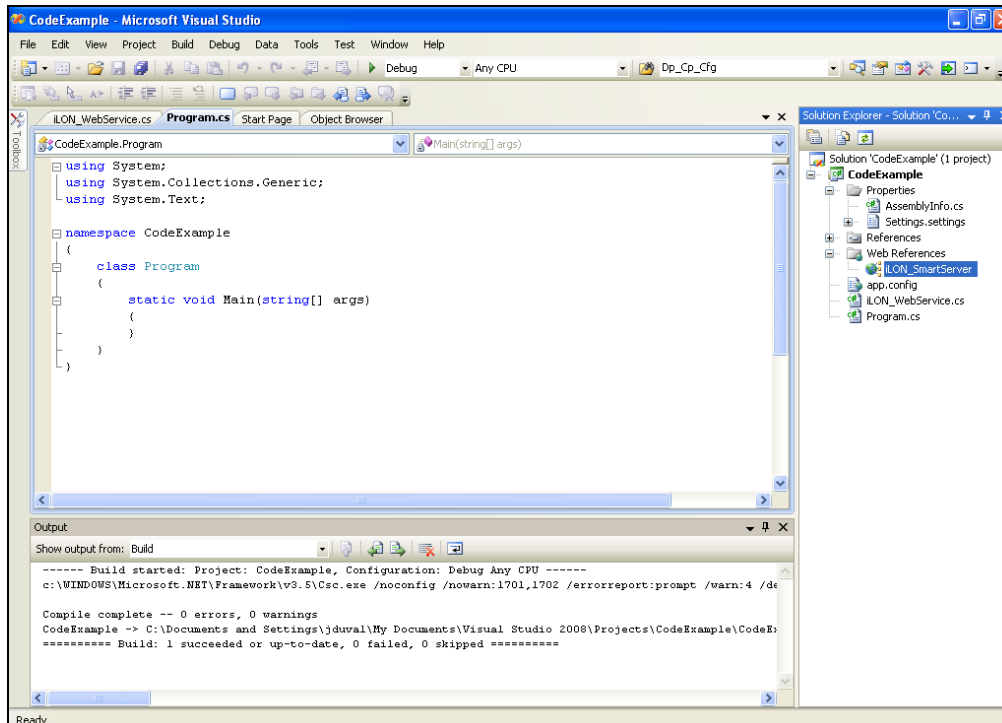 CodeExample - Microsoft Visual Studio
File Edit View Project Build Debug Data Tools Test Window Help
Debug Any CPU Dp_Cp_Cfg
Toolbox
iLON_WebService.cs Program.cs Start Page Object Browser
CodeExample.Program Main(string[] args)
using System;
using System.Collections.Generic;
using System.Text;
namespace CodeExample
{
class Program
{
static void Main(string[] args)
{
}
}
}
Solution Explorer - Solution 'Co...
Solution 'CodeExample' (1 project)
CodeExample
Properties
AssemblyInfo.cs
Settings.settings
References
Web References
iLON_SmartServer
app.config
iLON_WebService.cs
Program.cs
Output
Show output from: Build
------ Build started: Project: CodeExample, Configuration: Debug Any CPU ------
c:\WINDOWS\Microsoft.NET\Framework\v3.5\Csc.exe /noconfig /nowarn:1701,1702 /errorreport:prompt /warn:4 /de
Compile complete -- 0 errors, 0 warnings
CodeExample -> C:\Documents and Settings\jduval\My Documents\Visual Studio 2008\Projects\CodeExample\CodeEx
========== Build: 1 succeeded or up-to-date, 0 failed, 0 skipped ==========
Ready